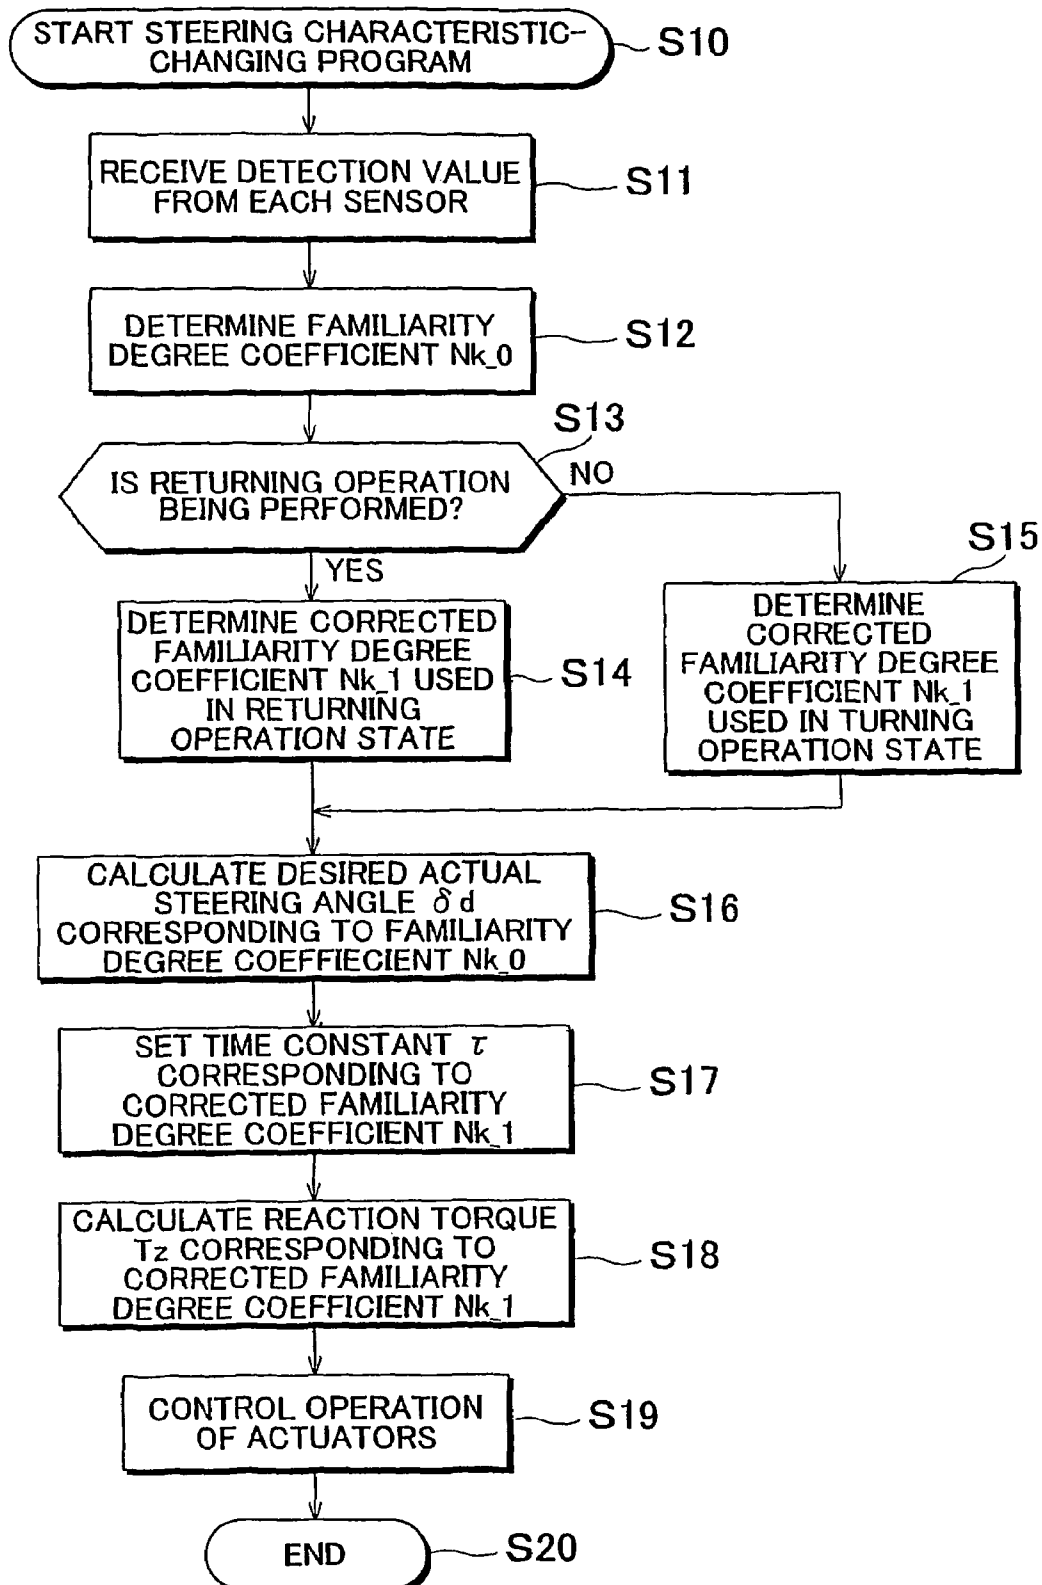 START STEERING CHARACTERISTIC-
CHANGING PROGRAM
S10
RECEIVE DETECTION VALUE
FROM EACH SENSOR
S11
DETERMINE FAMILIARITY
DEGREE COEFFICIENT Nk_0
S12
S13
IS RETURNING OPERATION
BEING PERFORMED?
NO
YES
DETERMINE CORRECTED
FAMILIARITY DEGREE
COEFFICIENT Nk_1 USED
IN RETURNING
OPERATION STATE
S14
S15
DETERMINE
CORRECTED
FAMILIARITY DEGREE
COEFFICIENT Nk_1
USED IN TURNING
OPERATION STATE
CALCULATE DESIRED ACTUAL
STEERING ANGLE δd
CORRESPONDING TO FAMILIARITY
DEGREE COEFFIECIENT Nk_0
S16
SET TIME CONSTANT τ
CORRESPONDING TO
CORRECTED FAMILIARITY
DEGREE COEFFICIENT Nk_1
S17
CALCULATE REACTION TORQUE
Tz CORRESPONDING TO
CORRECTED FAMILIARITY
DEGREE COEFFICIENT Nk_1
S18
CONTROL OPERATION
OF ACTUATORS
S19
END
S20